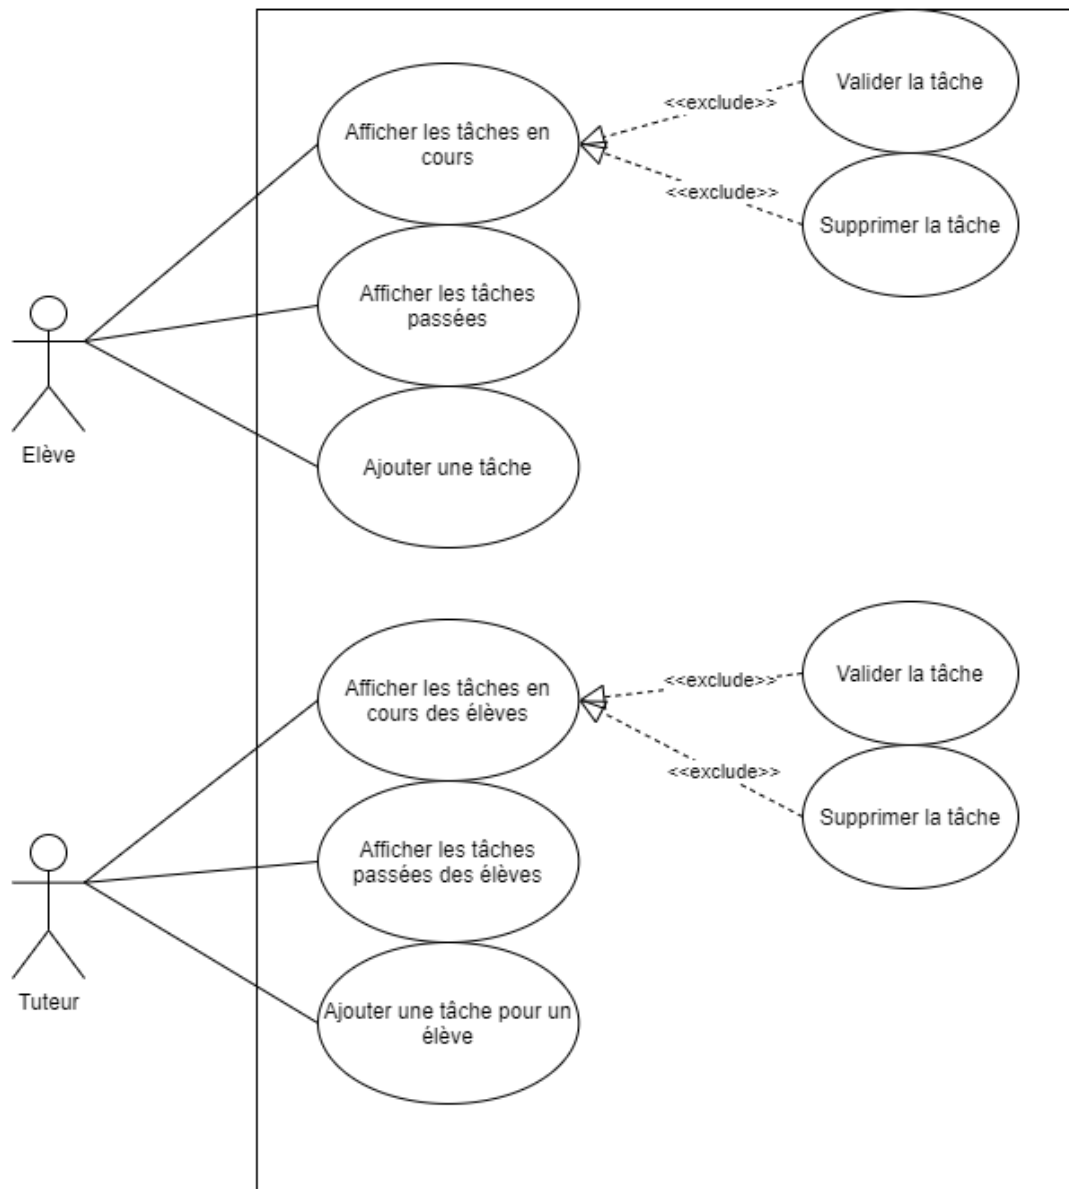 Valider la tâche
<<exclude>>
Afficher les tâches en
cours
<<exclude>>
Supprimer la tâche
Afficher les tâches
passées
Elève
Ajouter une tâche
Valider la tâche
<<exclude>>
Afficher les tâches en
cours des élèves
<<exclude>>
Supprimer la tâche
Afficher les tâches
passées des élèves
Tuteur
Ajouter une tâche pour un
élève